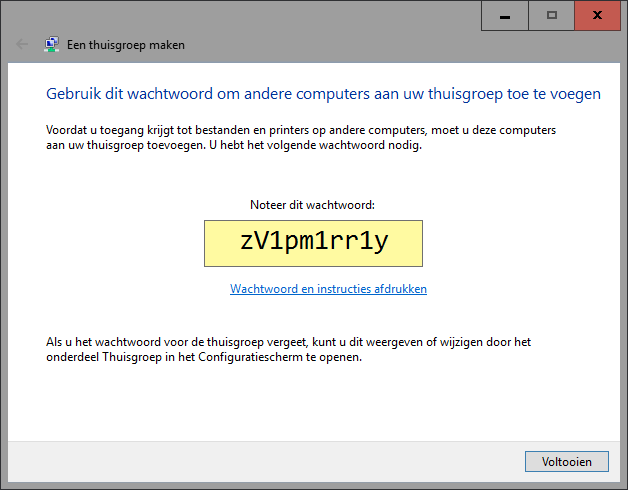 Een thuisgroep maken
Gebruik dit wachtwoord om andere computers aan uw thuisgroep toe te voegen
Voordat u toegang krijgt tot bestanden en printers op andere computers, moet u deze computers
aan uw thuisgroep toevoegen. U hebt het volgende wachtwoord nodig.
Noteer dit wachtwoord:
zV1pm1rr1y
Wachtwoord en instructies afdrukken
Als u het wachtwoord voor de thuisgroep vergeet, kunt u dit weergeven of wijzigen door het
onderdeel Thuisgroep in het Configuratiescherm te openen.
Voltooien